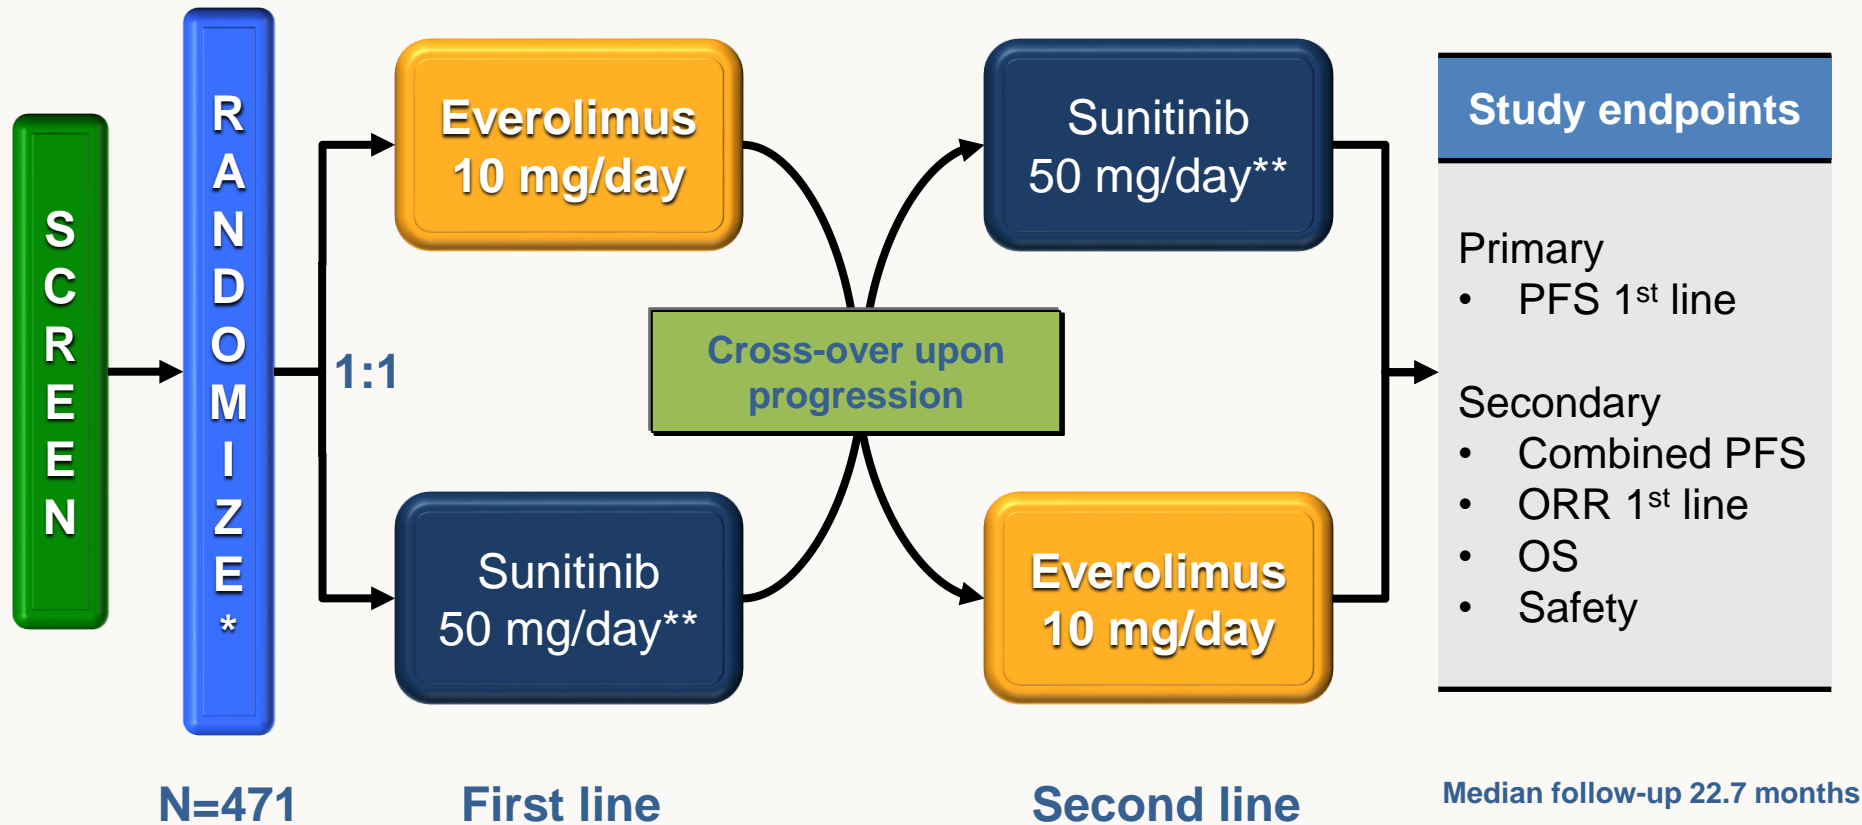 SCREEN
RANDOMIZE*
1:1
Everolimus
10 mg/day
Sunitinib
50 mg/day**
Cross-over upon
progression
Sunitinib
50 mg/day**
Everolimus
10 mg/day
Study endpoints
Primary
• PFS 1st line
Secondary
• Combined PFS
• ORR 1st line
• OS
• Safety
N=471
First line
Second line
Median follow-up 22.7 months